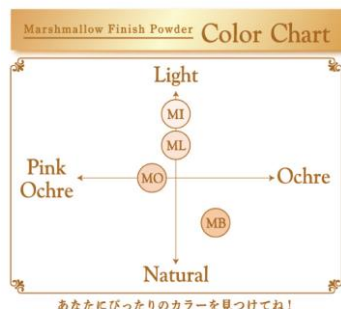 Marshmallow Finish Powder Color Chart
Light
MI
ML
Pink
Ochre
MO
Ochre
MB
Natural
あなたにぴったりのカラーを見つけてね!